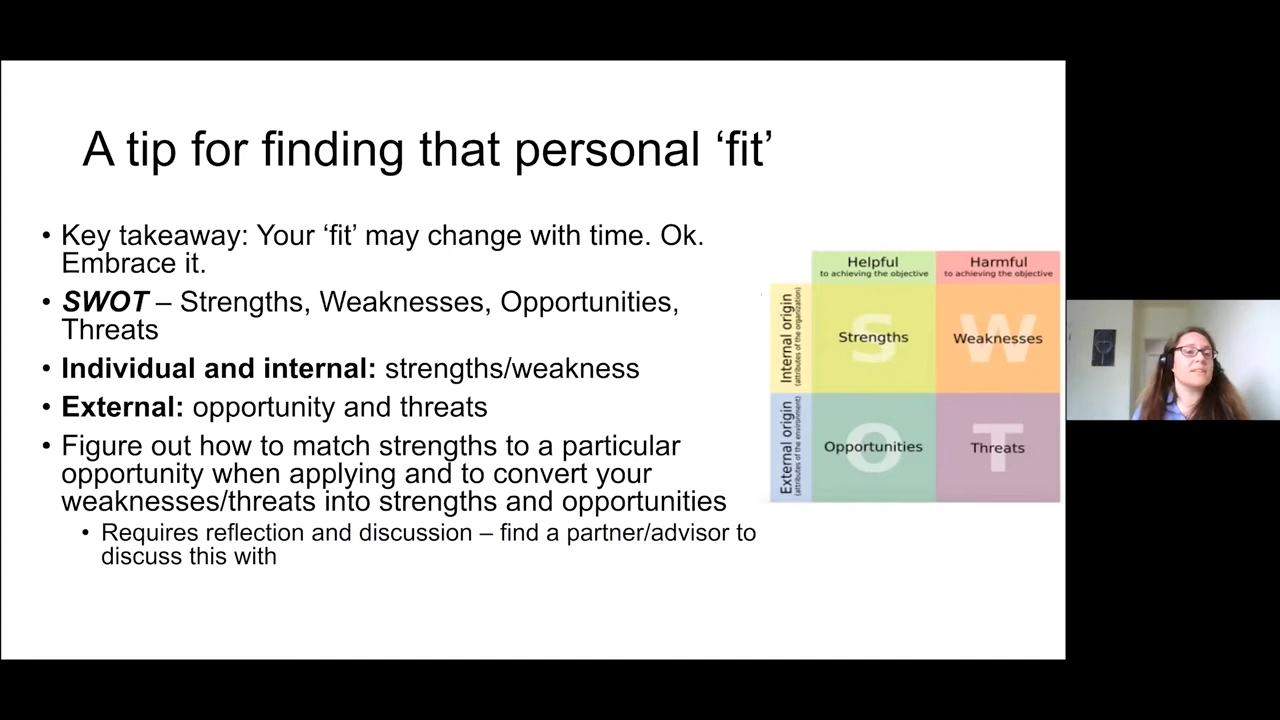 A tip for finding that personal ‘fit’
• Key takeaway: Your ‘fit’ may change with time. Ok.
Embrace it.
• SWOT – Strengths, Weaknesses, Opportunities,
Threats
• Individual and internal: strengths/weakness
• External: opportunity and threats
• Figure out how to match strengths to a particular
opportunity when applying and to convert your
weaknesses/threats into strengths and opportunities
• Requires reflection and discussion – find a partner/advisor to
discuss this with
Helpful
to achieving the objective
Harmful
to achieving the objective
Internal origin
(attributes of the organization)
S
Strengths
W
Weaknesses
External origin
(attributes of the environment)
O
Opportunities
T
Threats